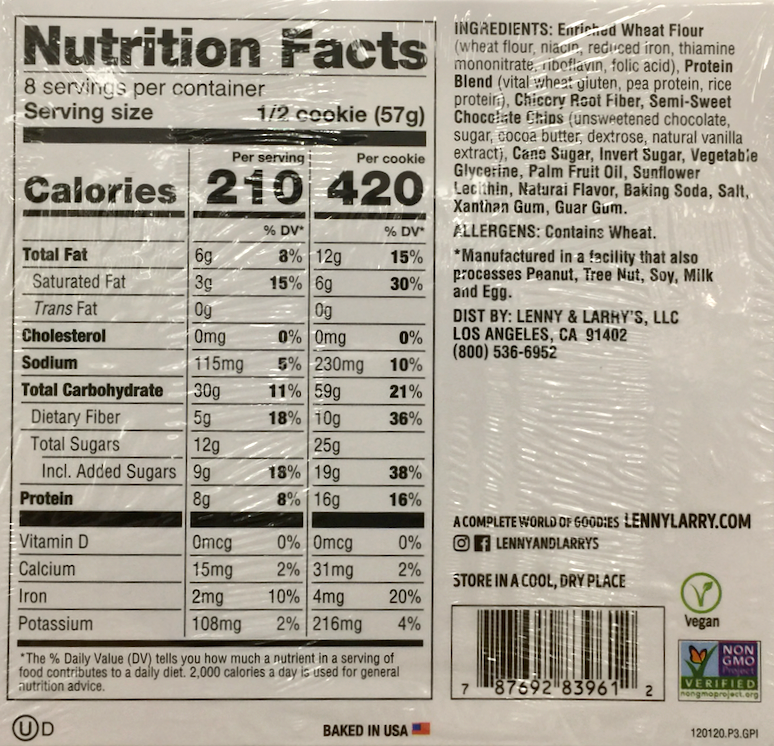 Nutrition Facts
8 servings per container
Serving size 1/2 cookie (57g)
Per serving Per cookie
Calories 210 420
% DV* % DV*
Total Fat 6g 8% 12g 15%
Saturated Fat 3g 15% 6g 30%
Trans Fat 0g 0g
Cholesterol 0mg 0% 0mg 0%
Sodium 115mg 5% 230mg 10%
Total Carbohydrate 30g 11% 59g 21%
Dietary Fiber 5g 18% 10g 36%
Total Sugars 12g 25g
Incl. Added Sugars 9g 18% 19g 38%
Protein 8g 8% 16g 16%
Vitamin D 0mcg 0% 0mcg 0%
Calcium 15mg 2% 31mg 2%
Iron 2mg 10% 4mg 20%
Potassium 108mg 2% 216mg 4%
*The % Daily Value (DV) tells you how much a nutrient in a serving of
food contributes to a daily diet. 2,000 calories a day is used for general
nutrition advice.
U D
BAKED IN USA
INGREDIENTS: Enriched Wheat Flour
(wheat flour, niacin, reduced iron, thiamine
mononitrate, riboflavin, folic acid), Protein
Blend (vital wheat gluten, pea protein, rice
protein), Chicory Root Fiber, Semi-Sweet
Chocolate Chips (unsweetened chocolate,
sugar, cocoa butter, dextrose, natural vanilla
extract), Cane Sugar, Invert Sugar, Vegetable
Glycerine, Palm Fruit Oil, Sunflower
Lecithin, Natural Flavor, Baking Soda, Salt,
Xanthan Gum, Guar Gum.
ALLERGENS: Contains Wheat.
*Manufactured in a facility that also
processes Peanut, Tree Nut, Soy, Milk
and Egg.
DIST BY: LENNY & LARRY'S, LLC
LOS ANGELES, CA 91402
(800) 536-6952
A COMPLETE WORLD OF GOODIES LENNYLARRY.COM
LENNYANDLARRYS
STORE IN A COOL, DRY PLACE
Vegan
7 87692 83961 2
NON
GMO
Project
VERIFIED
nongmoproject.org
120120.P3.GPI